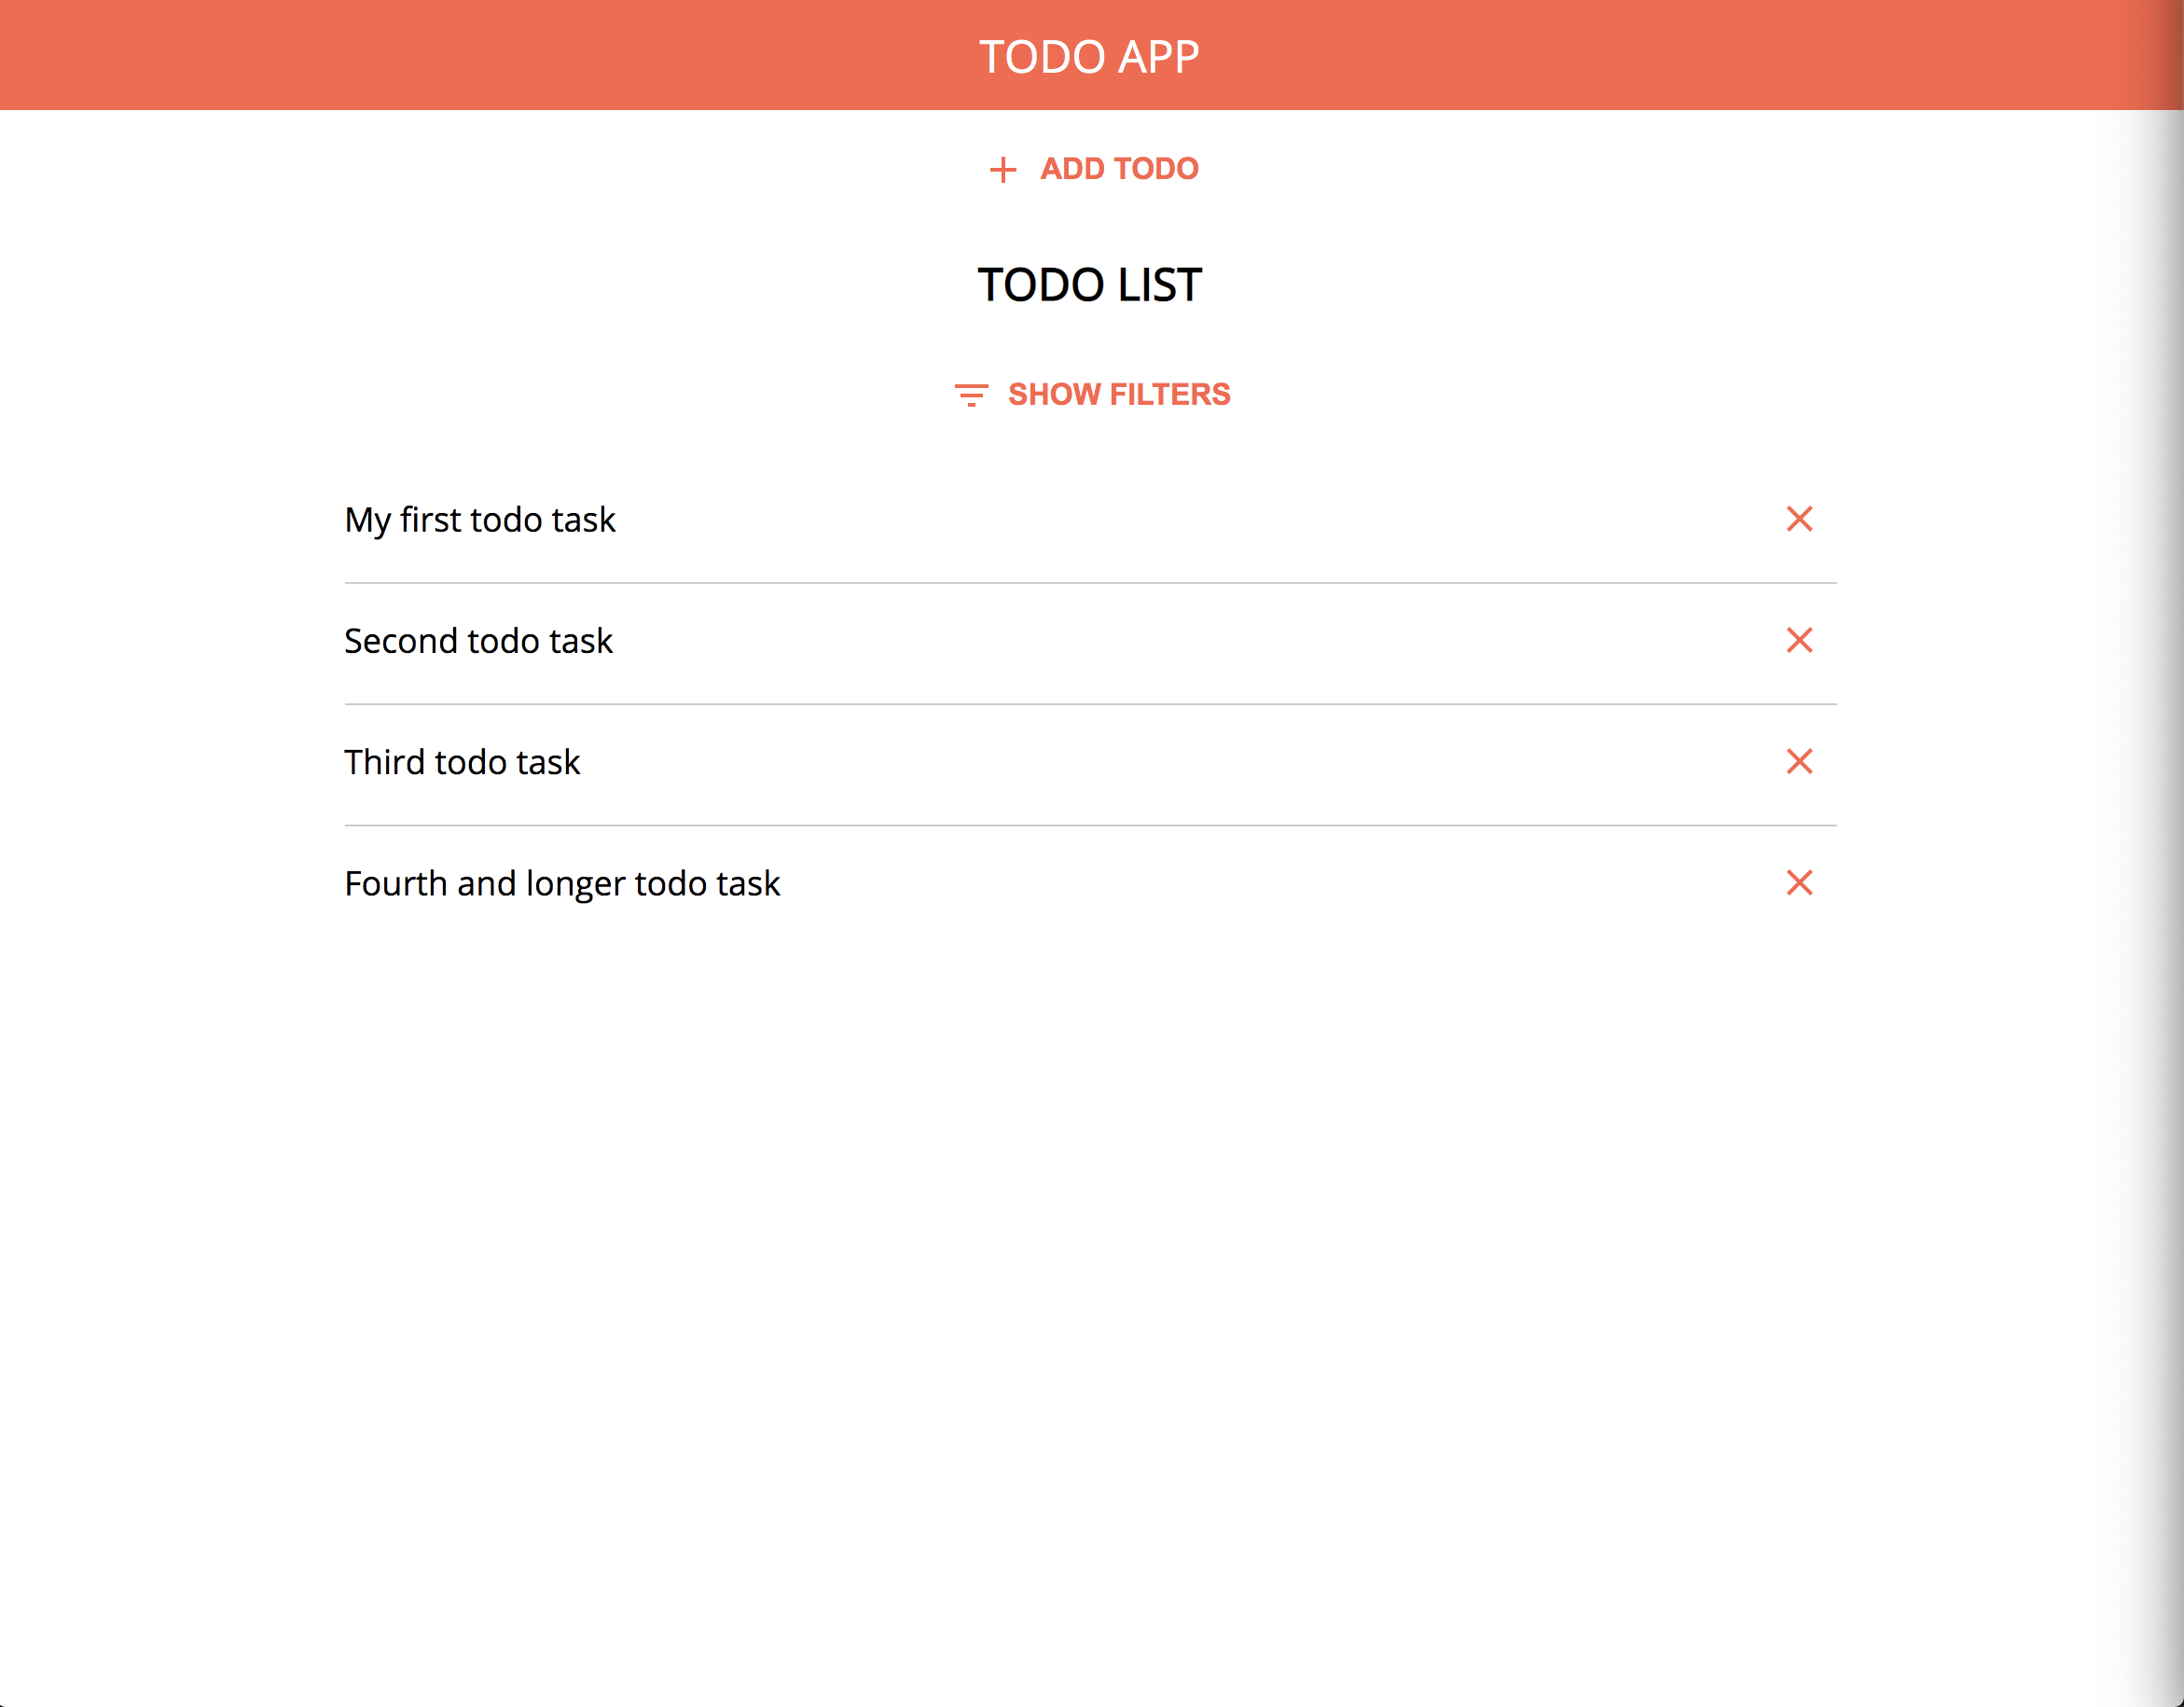 TODO APP
ADD TODO
TODO LIST
SHOW FILTERS
My first todo task
Second todo task
Third todo task
Fourth and longer todo task